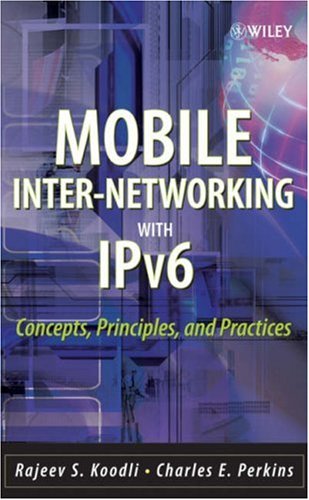 WILEY
MOBILE
INTER-NETWORKING
WITH
IPv6
Concepts, Principles, and Practices
Rajeev S. Koodli • Charles E. Perkins